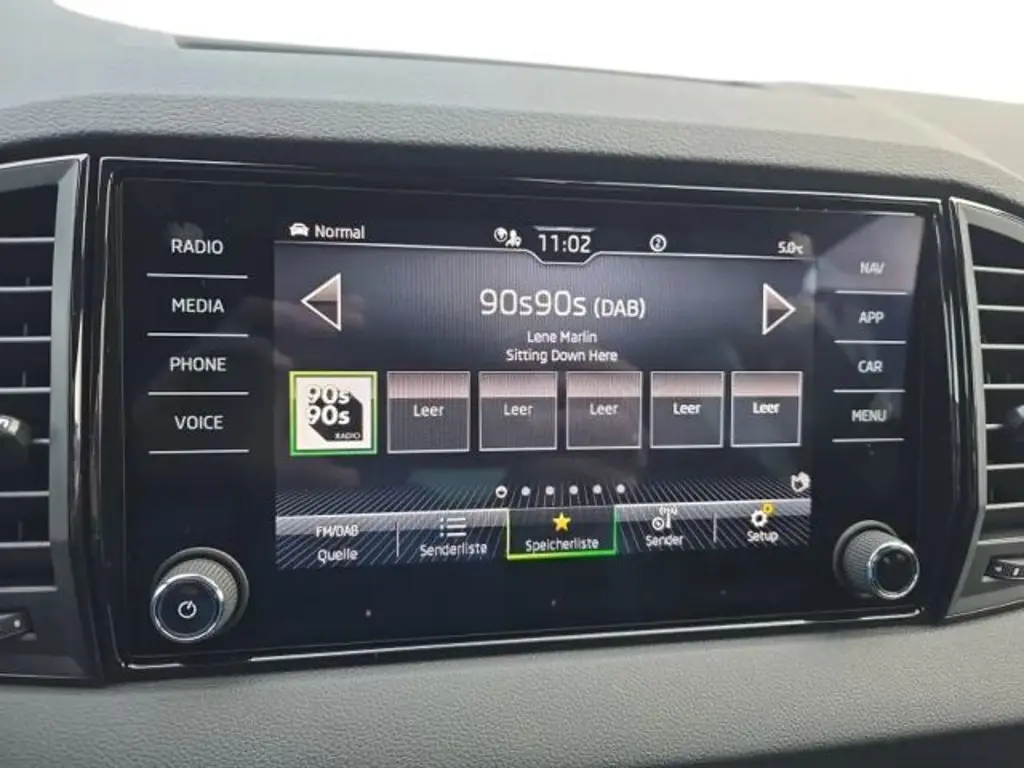 Normal
11:02
2
5.0°C
RADIO
MEDIA
PHONE
VOICE
90s90s (DAB)
Lene Marlin
Sitting Down Here
90s
90s
RADIO
Leer
Leer
Leer
Leer
Leer
FM/DAB
Quelle
Senderliste
Speicherliste
Sender
Setup
NAV
APP
CAR
MENU